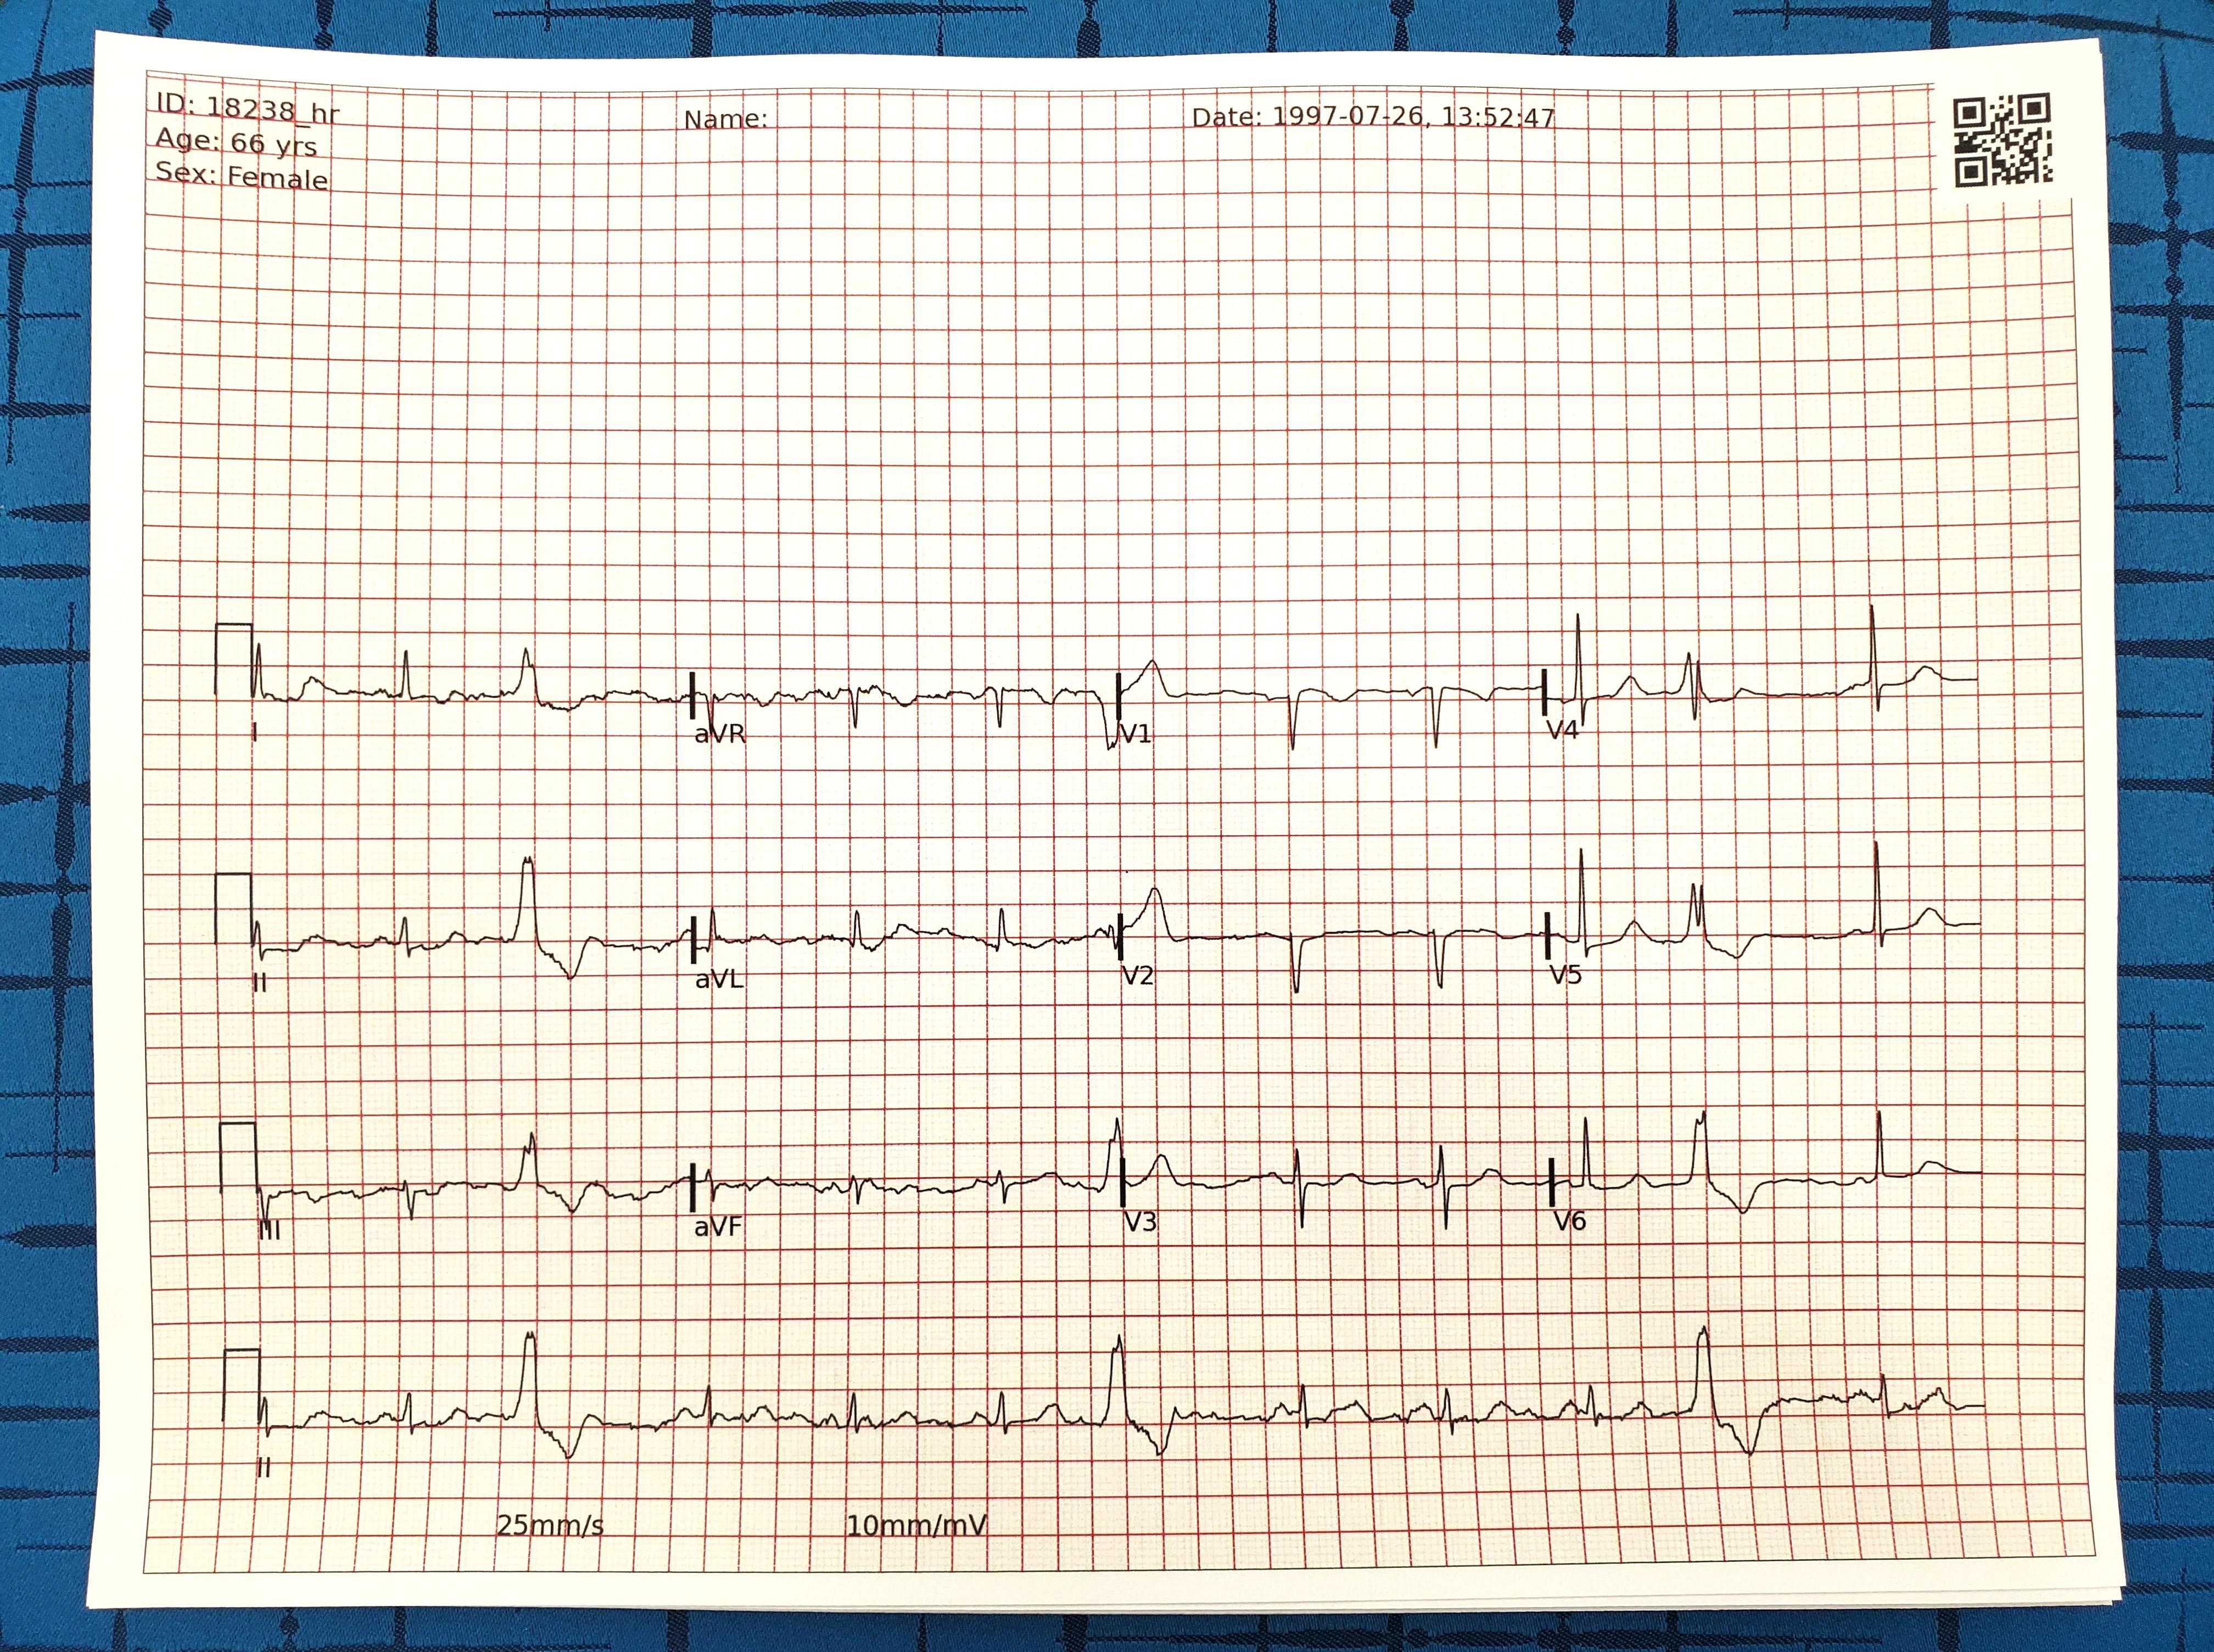 ID: 18238_hr
Name:
Date: 1997-07-26, 13:52:47
Age: 66 yrs
Sex: Female
I
aVR
V1
V4
II
aVL
V2
V5
III
aVF
V3
V6
II
25mm/s
10mm/mV